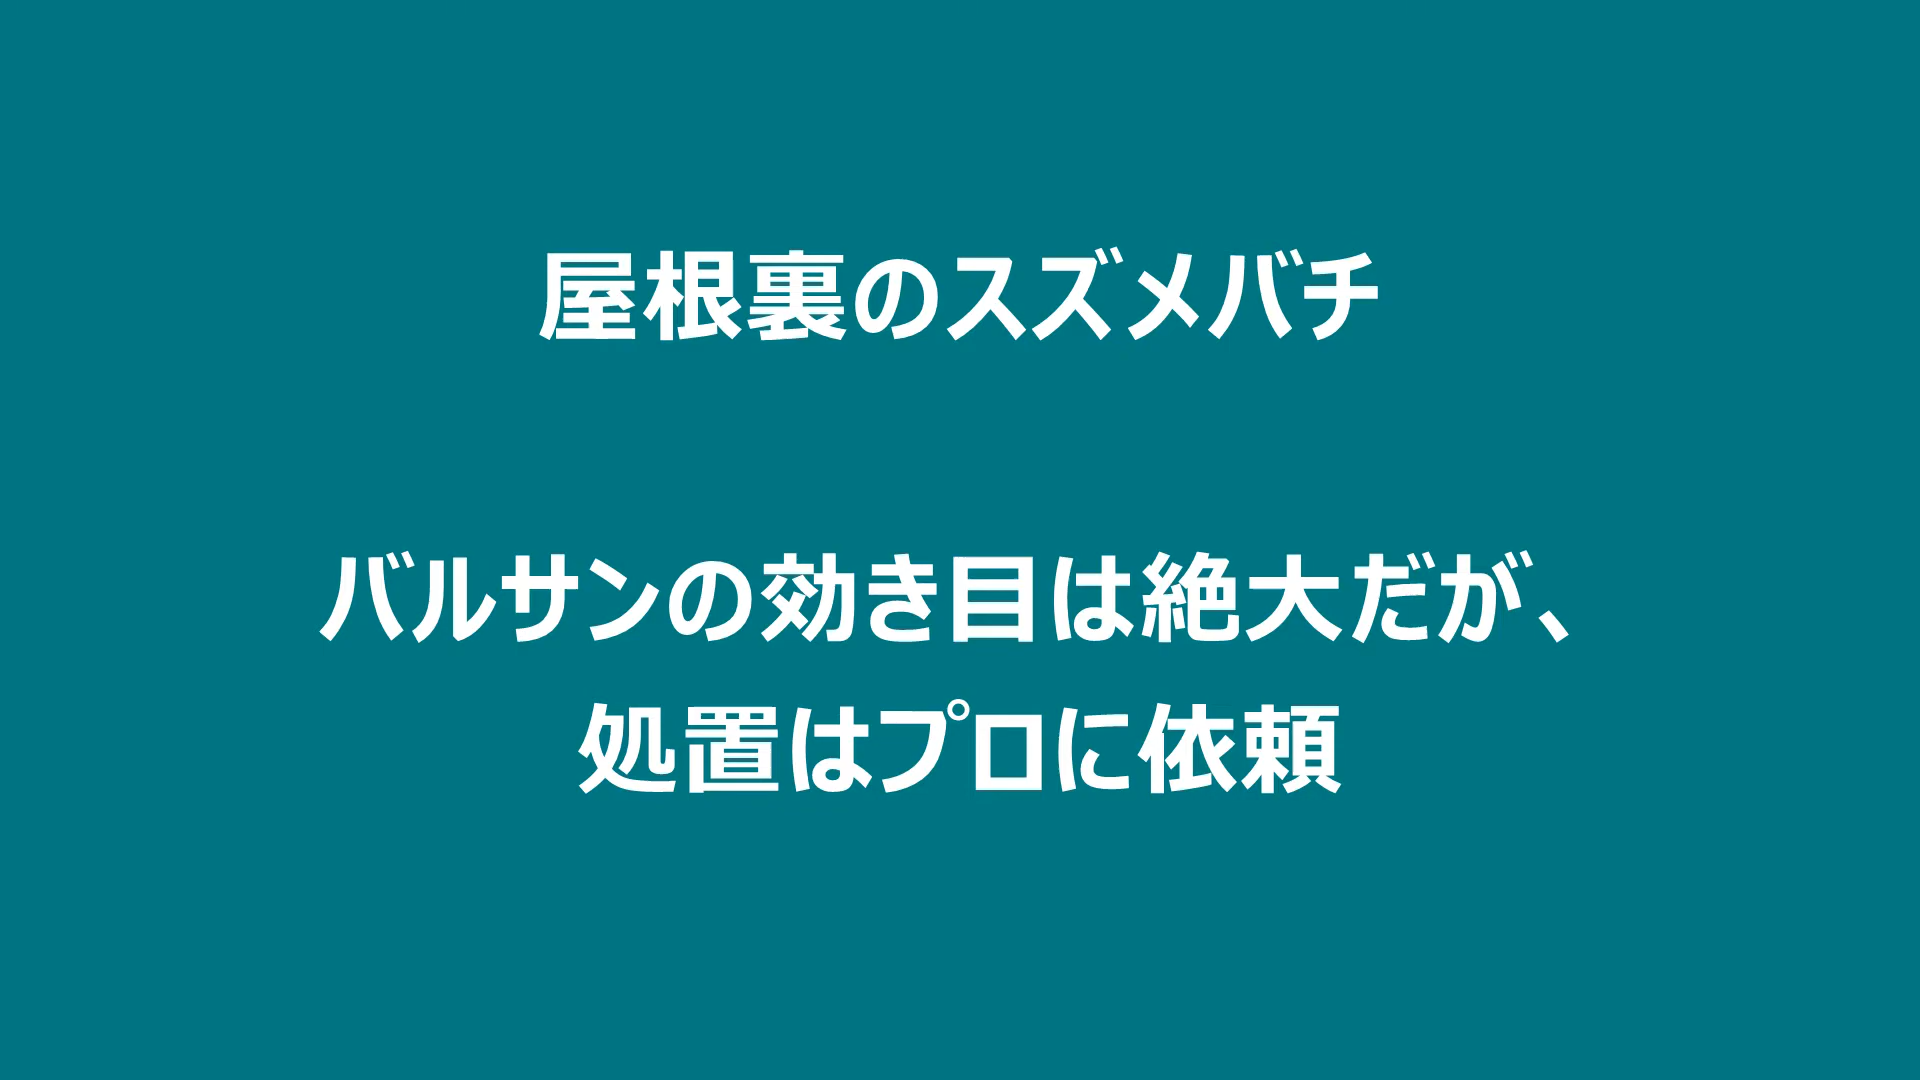 屋根裏のスズメバチ
バルサンの効き目は絶大だが、
処置はプロに依頼